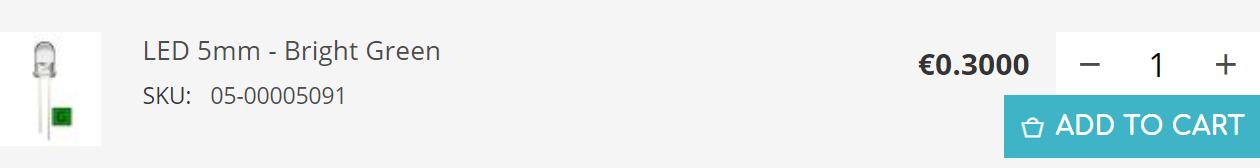 LED 5mm - Bright Green
SKU: 05-00005091
€0.3000
− 1 +
ADD TO CART
G